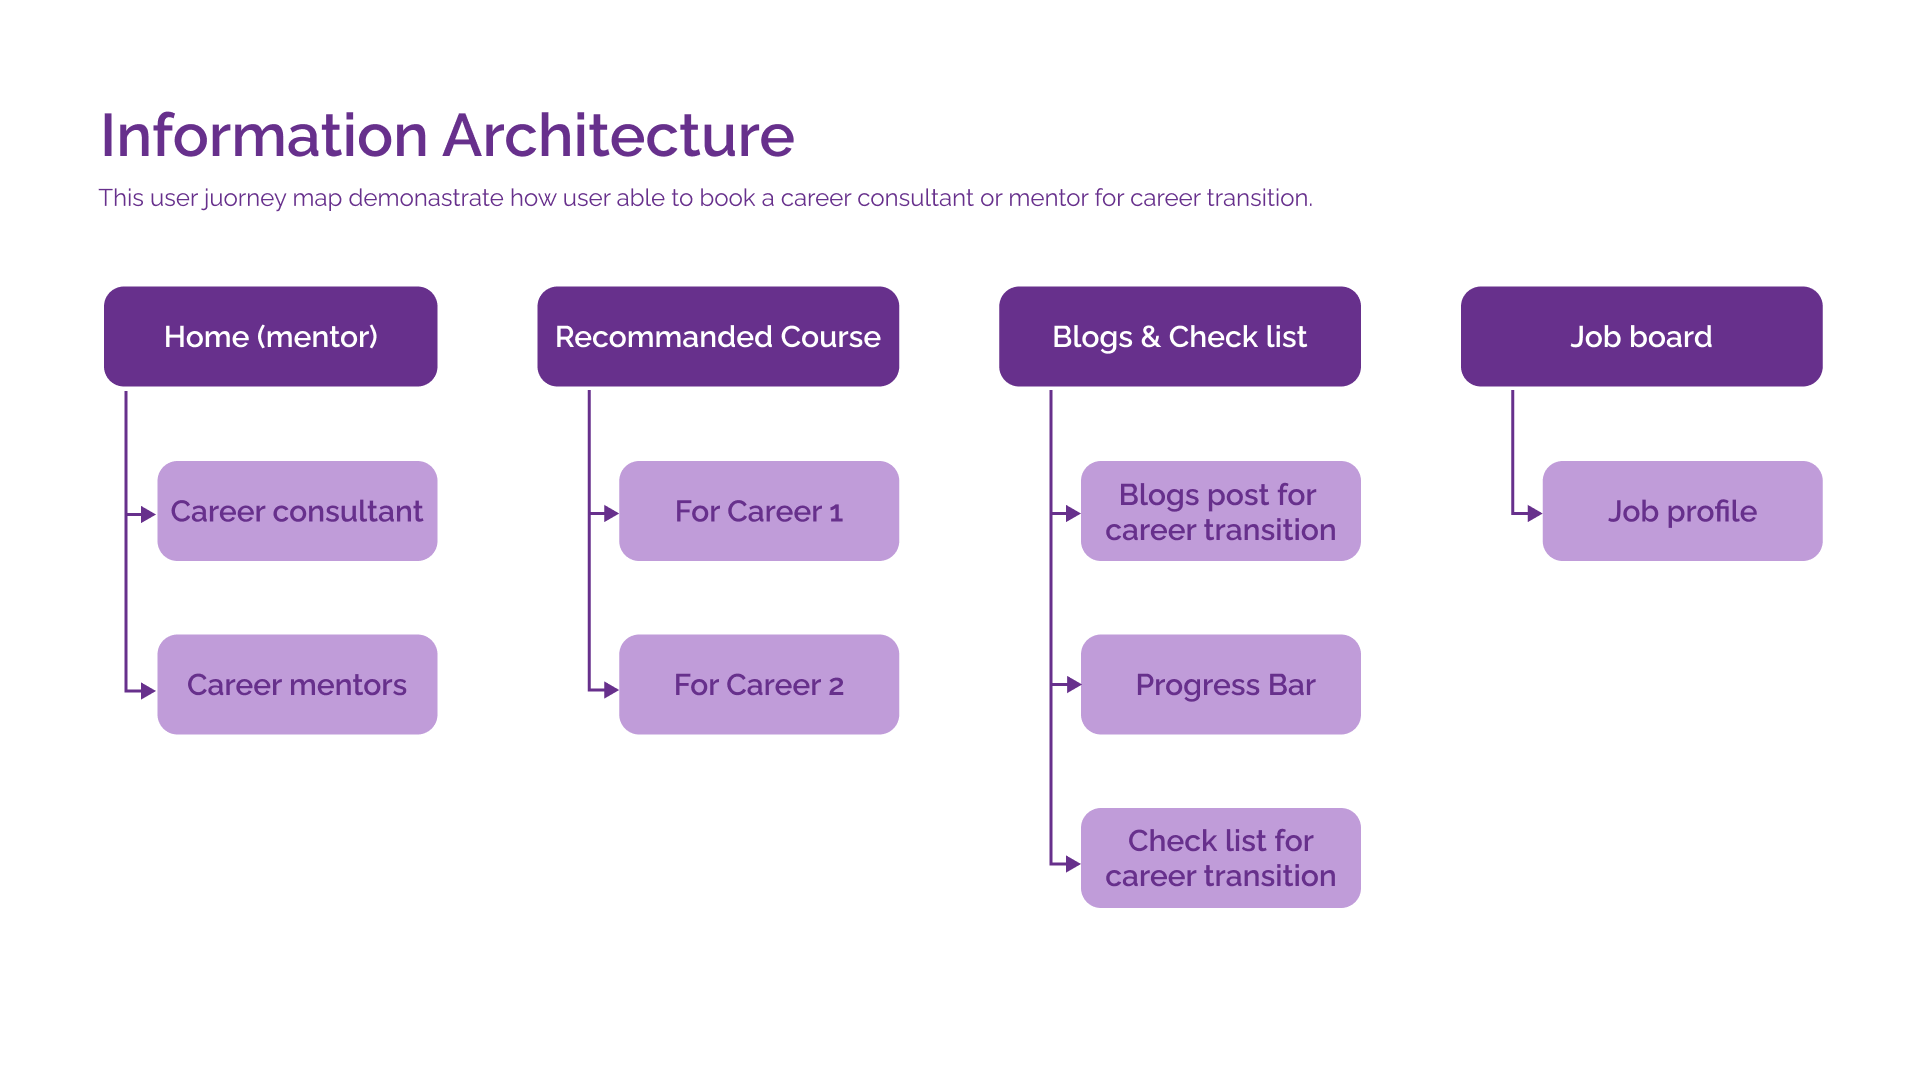 Information Architecture
This user juorney map demonastrate how user able to book a career consultant or mentor for career transition.
Home (mentor)
Career consultant
Career mentors
Recommanded Course
For Career 1
For Career 2
Blogs & Check list
Blogs post for
career transition
Progress Bar
Check list for
career transition
Job board
Job profile